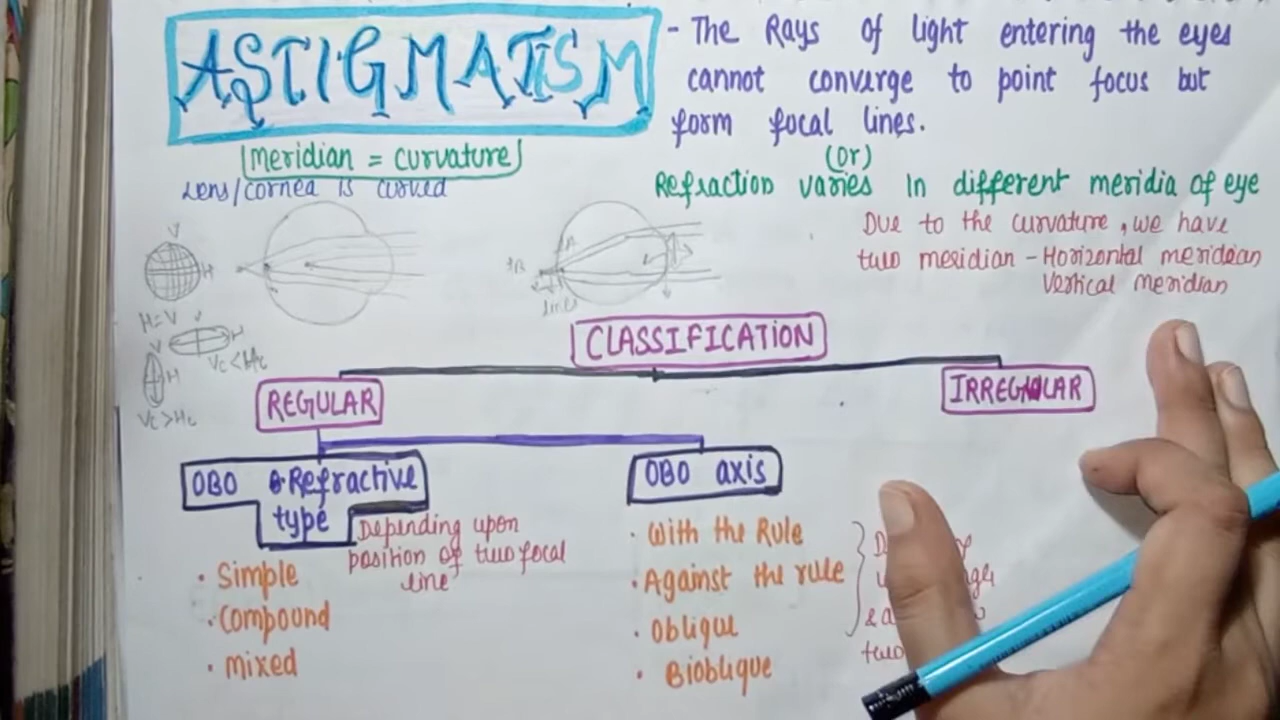 ASTIGMATISM
- The Rays of light entering the eyes
cannot converge to point focus but
form focal lines.
(or)
Refraction varies in different meridia of eye
Meridian = curvature
Lens/cornea is curved
Due to the curvature, we have
two meridian - Horizontal meridian
Vertical meridian
V
H
H=V
V
H
Vc<Hc
V
H
Vc>Hc
CLASSIFICATION
REGULAR
IRREGULAR
OBO Refractive
type
Depending upon
position of two focal
line
• Simple
• Compound
• mixed
OBO axis
• With the Rule
• Against the rule
• Oblique
• Bioblique
two